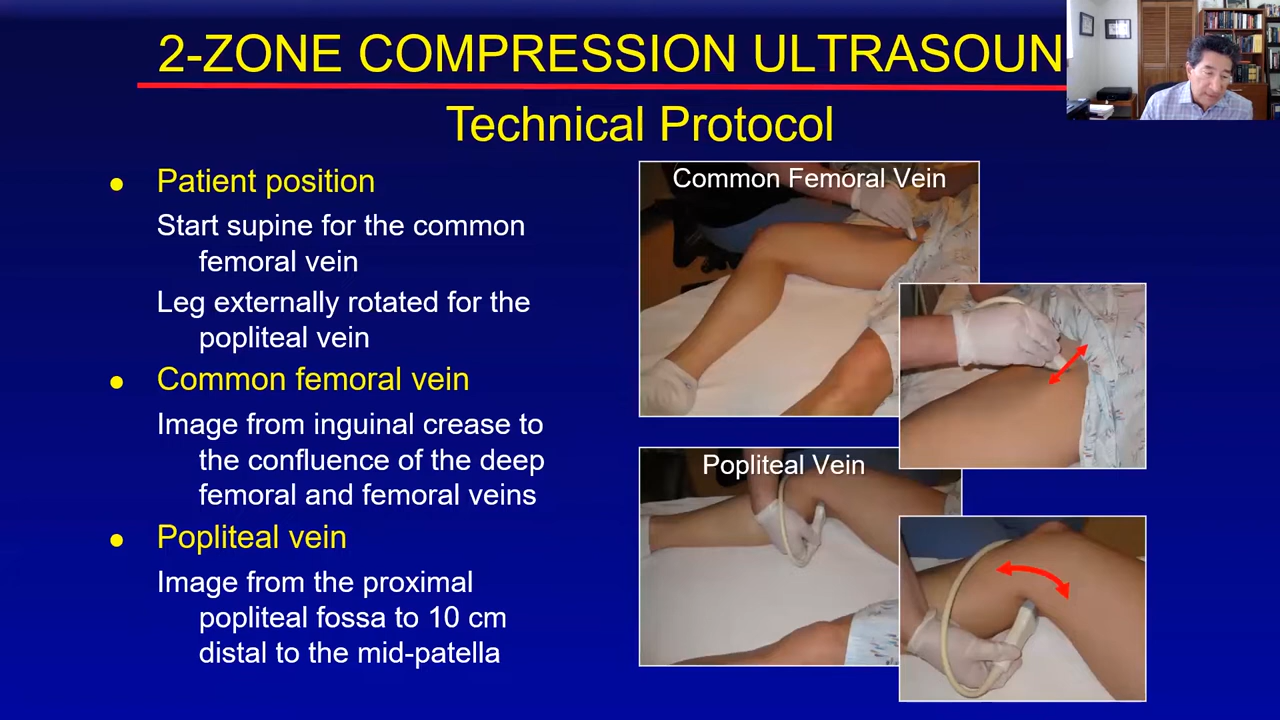 2-ZONE COMPRESSION ULTRASOUN
Technical Protocol
Patient position
Start supine for the common
femoral vein
Leg externally rotated for the
popliteal vein
Common femoral vein
Image from inguinal crease to
the confluence of the deep
femoral and femoral veins
Popliteal vein
Image from the proximal
popliteal fossa to 10 cm
distal to the mid-patella
Common Femoral Vein
Popliteal Vein